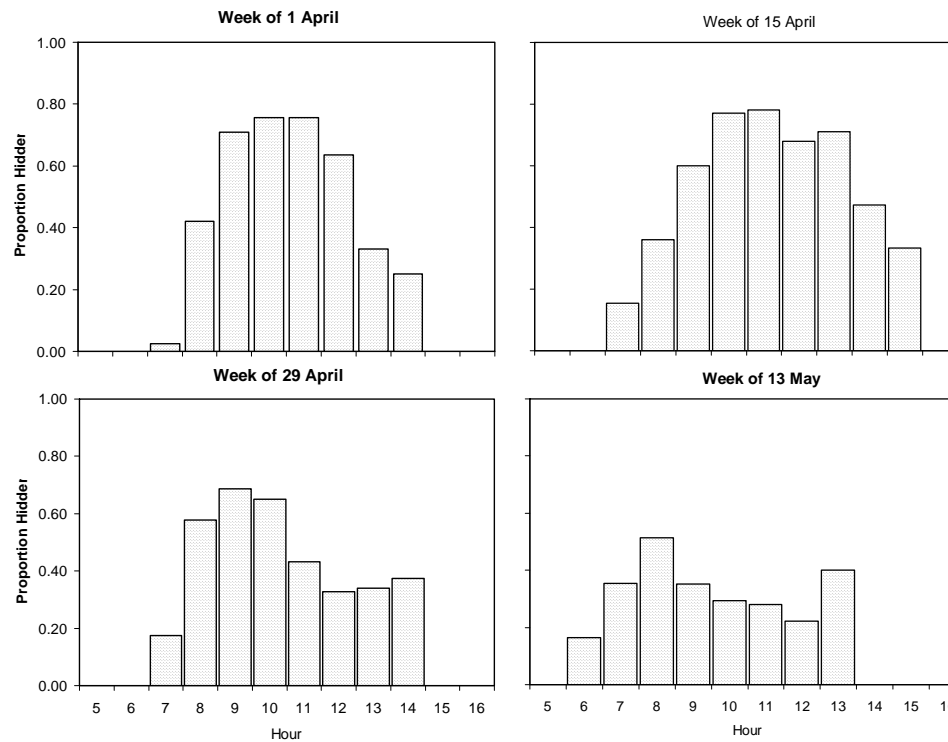 Week of 1 April
Week of 15 April
1.00
0.80
0.60
0.40
0.20
0.00
Proportion Hidder
Week of 29 April
Week of 13 May
1.00
0.80
0.60
0.40
0.20
0.00
Proportion Hidder
5 6 7 8 9 10 11 12 13 14 15 16
5 6 7 8 9 10 11 12 13 14 15 16
Hour
Hour